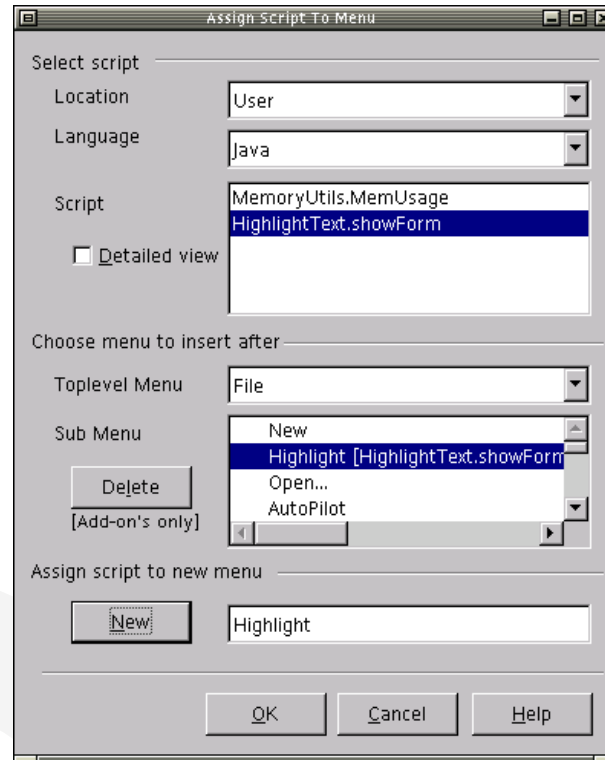 Assign Script To Menu
Select script
Location
User
Language
Java
Script
MemoryUtils.MemUsage
HighlightText.showForm
Detailed view
Choose menu to insert after
Toplevel Menu
File
Sub Menu
New
Highlight [HighlightText.showForm
Open...
AutoPilot
Delete
[Add-on's only]
Assign script to new menu
New
Highlight
OK
Cancel
Help